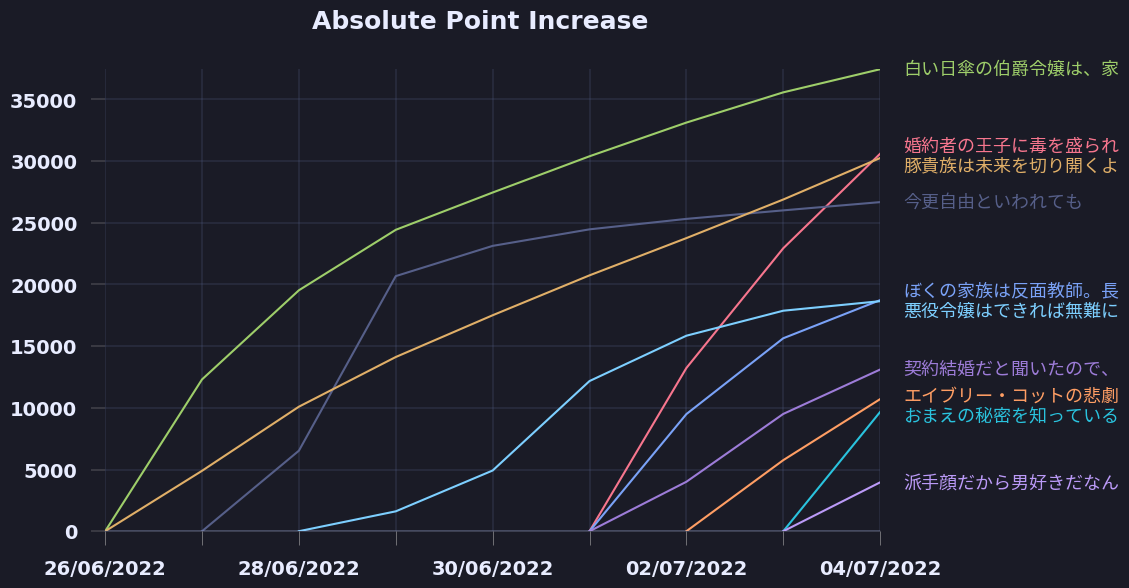 Absolute Point Increase
35000
30000
25000
20000
15000
10000
5000
0
26/06/2022
28/06/2022
30/06/2022
02/07/2022
04/07/2022
白い日傘の伯爵令嬢は、家
婚約者の王子に毒を盛られ
豚貴族は未来を切り開くよ
今更自由といわれても
ぼくの家族は反面教師。長
悪役令嬢はできれば無難に
契約結婚だと聞いたので、
エイブリー・コットの悲劇
おまえの秘密を知っている
派手顔だから男好きだなん